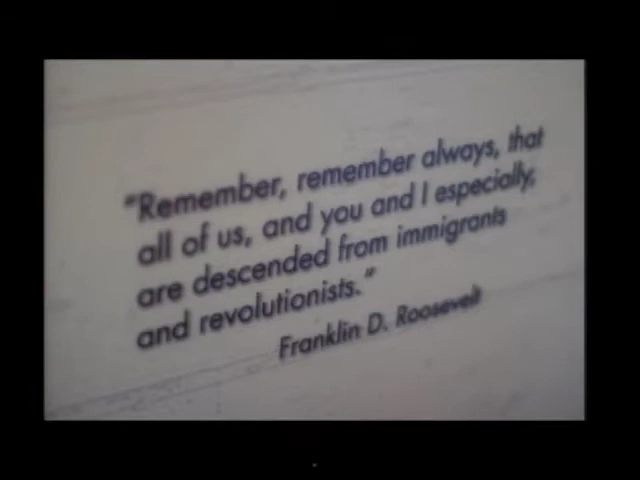 "Remember, remember always, that
all of us, and you and I especially,
are descended from immigrants
and revolutionists."
Franklin D. Roosevelt